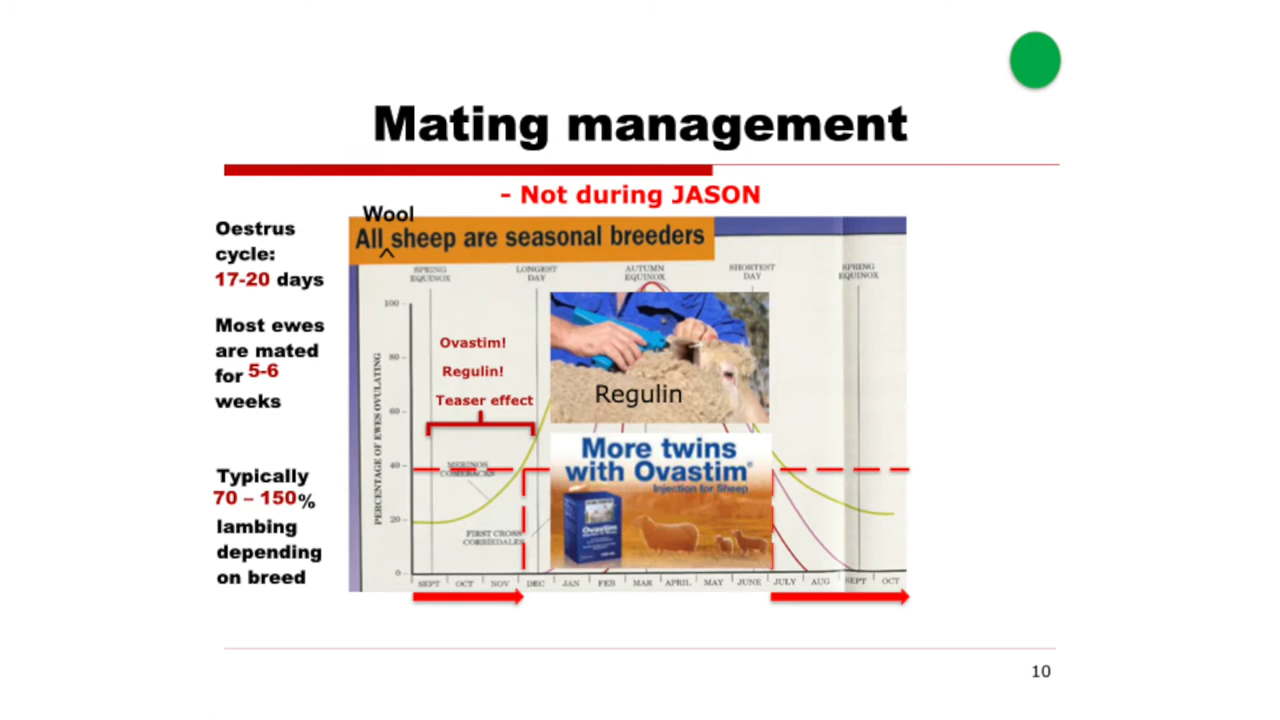 Mating management
- Not during JASON
Oestrus
cycle:
17-20 days
Most ewes
are mated
for 5-6
weeks
Typically
70 – 150%
lambing
depending
on breed
Wool
All ^ sheep are seasonal breeders
SPRING
EQUINOX
LONGEST
DAY
AUTUMN
EQUINOX
SHORTEST
DAY
SPRING
EQUINOX
PERCENTAGE OF EWES OVULATING
100
80
60
40
20
0
Ovastim!
Regulin!
Teaser effect
Regulin
More twins
with Ovastim®
Injection for Sheep
Ovastim
MERINOS
COMEBACKS
FIRST CROSS
CORRIEDALES
SEPT OCT NOV DEC JAN FEB MAR APRIL MAY JUNE JULY AUG SEPT OCT
10